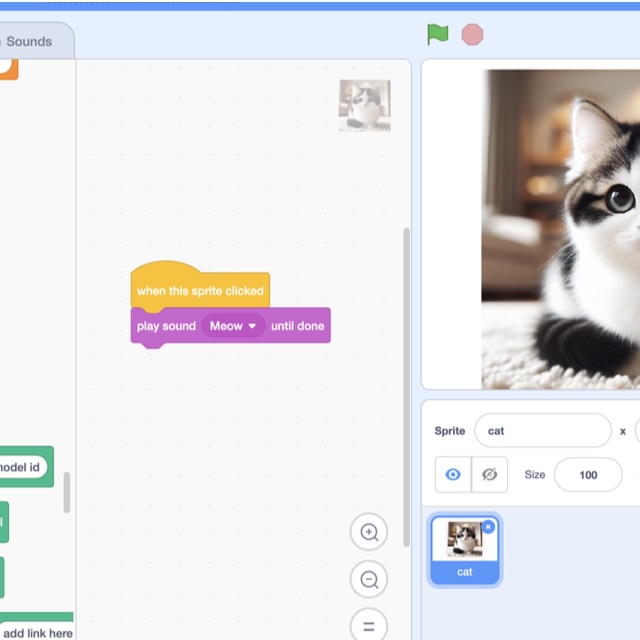 Sounds
when this sprite clicked
play sound Meow until done
Sprite cat x
Size 100
model id
cat
add link here